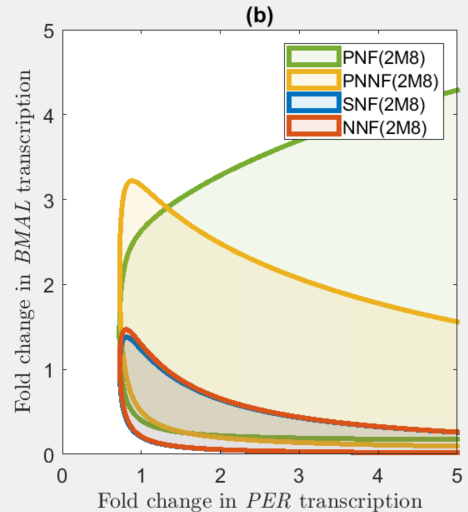 (b)
Fold change in BMAL transcription
5
4
3
2
1
0
PNF(2M8)
PNNF(2M8)
SNF(2M8)
NNF(2M8)
0 1 2 3 4 5
Fold change in PER transcription